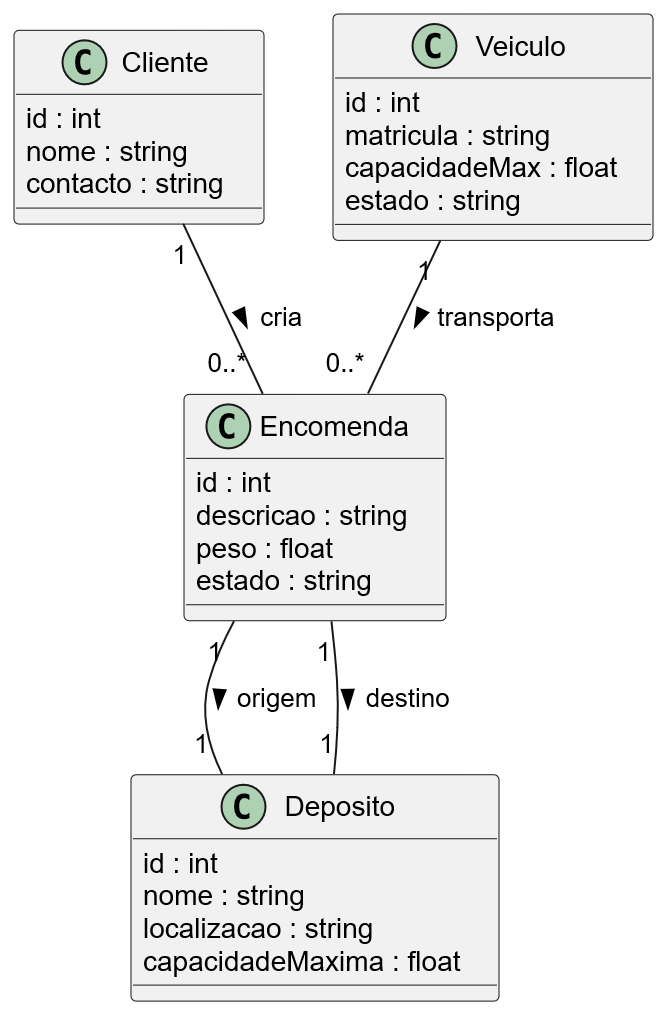 C Cliente
id : int
nome : string
contacto : string
C Veiculo
id : int
matricula : string
capacidadeMax : float
estado : string
1
1
cria
transporta
0..*
0..*
C Encomenda
id : int
descricao : string
peso : float
estado : string
1
1
origem
destino
1
1
C Deposito
id : int
nome : string
localizacao : string
capacidadeMaxima : float